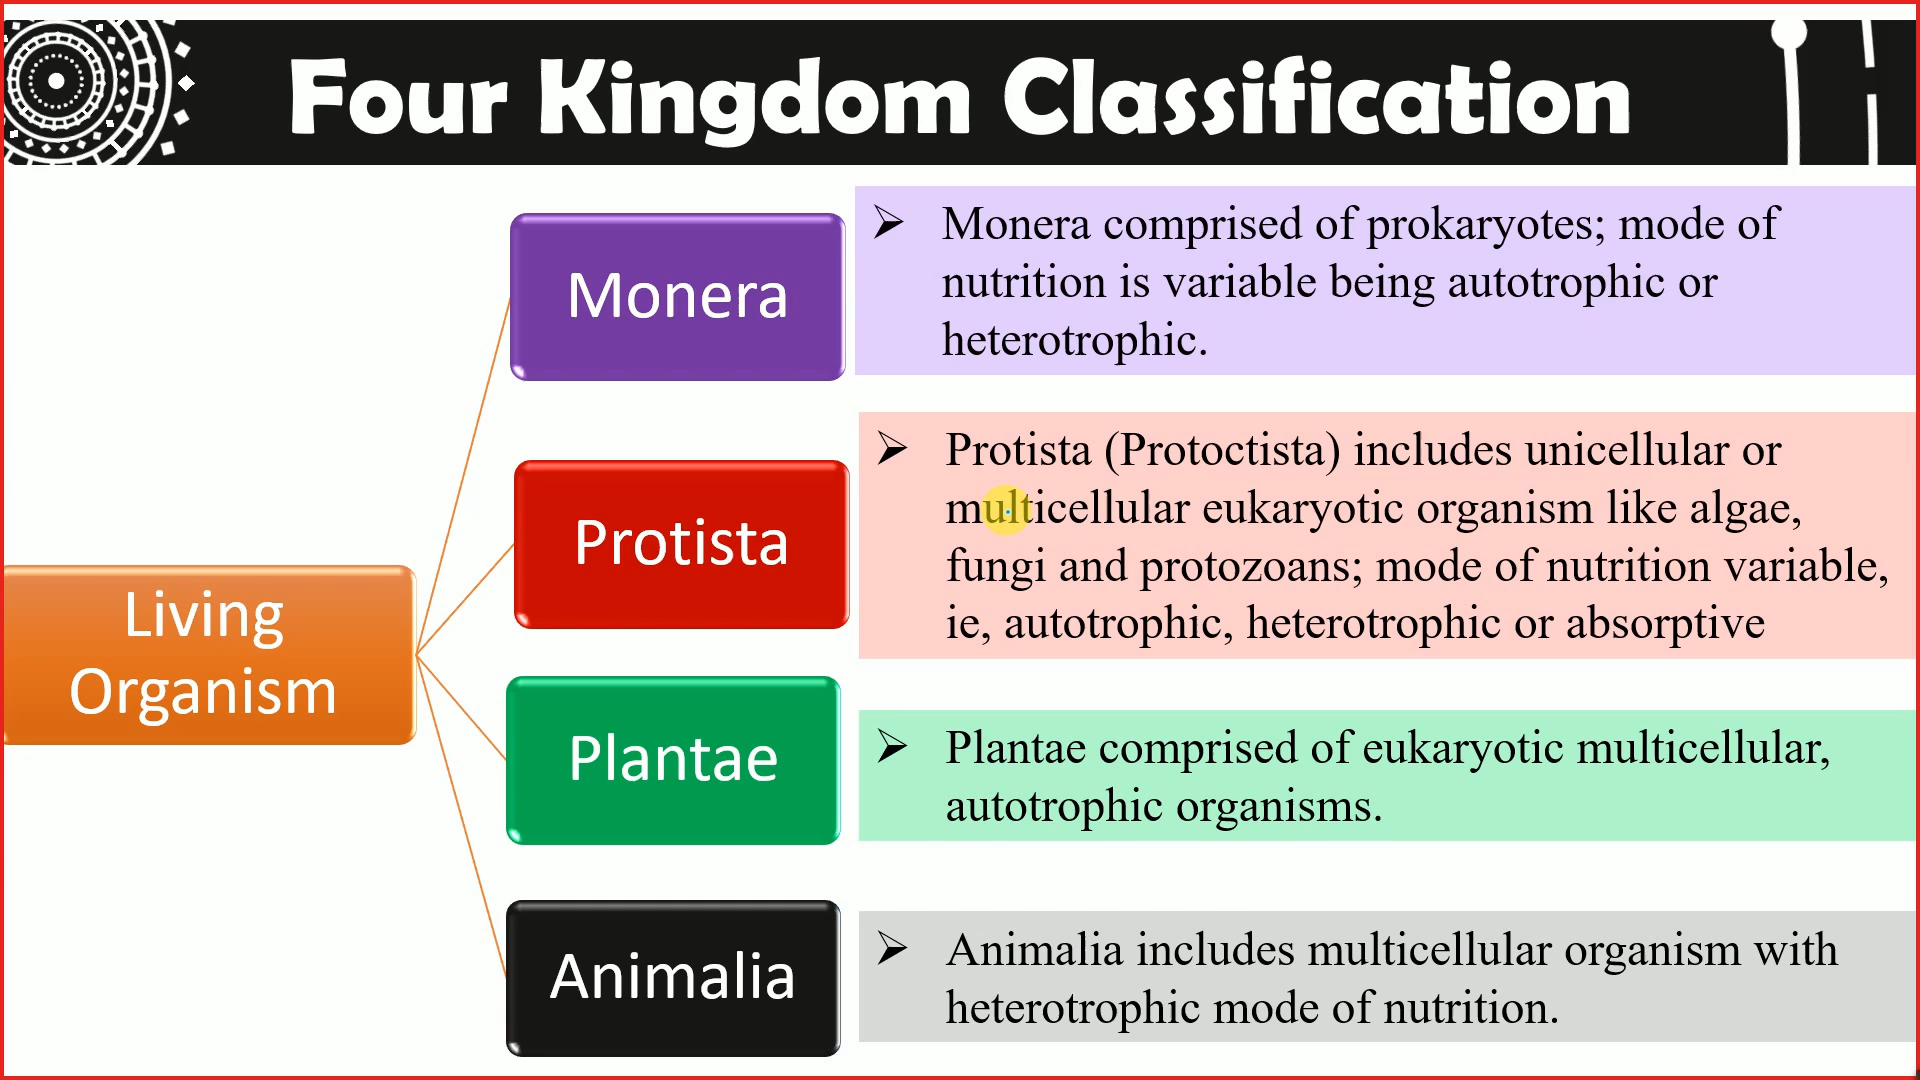 Four Kingdom Classification
Living
Organism
Monera
➢ Monera comprised of prokaryotes; mode of
nutrition is variable being autotrophic or
heterotrophic.
Protista
➢ Protista (Protoctista) includes unicellular or
multicellular eukaryotic organism like algae,
fungi and protozoans; mode of nutrition variable,
ie, autotrophic, heterotrophic or absorptive
Plantae
➢ Plantae comprised of eukaryotic multicellular,
autotrophic organisms.
Animalia
➢ Animalia includes multicellular organism with
heterotrophic mode of nutrition.